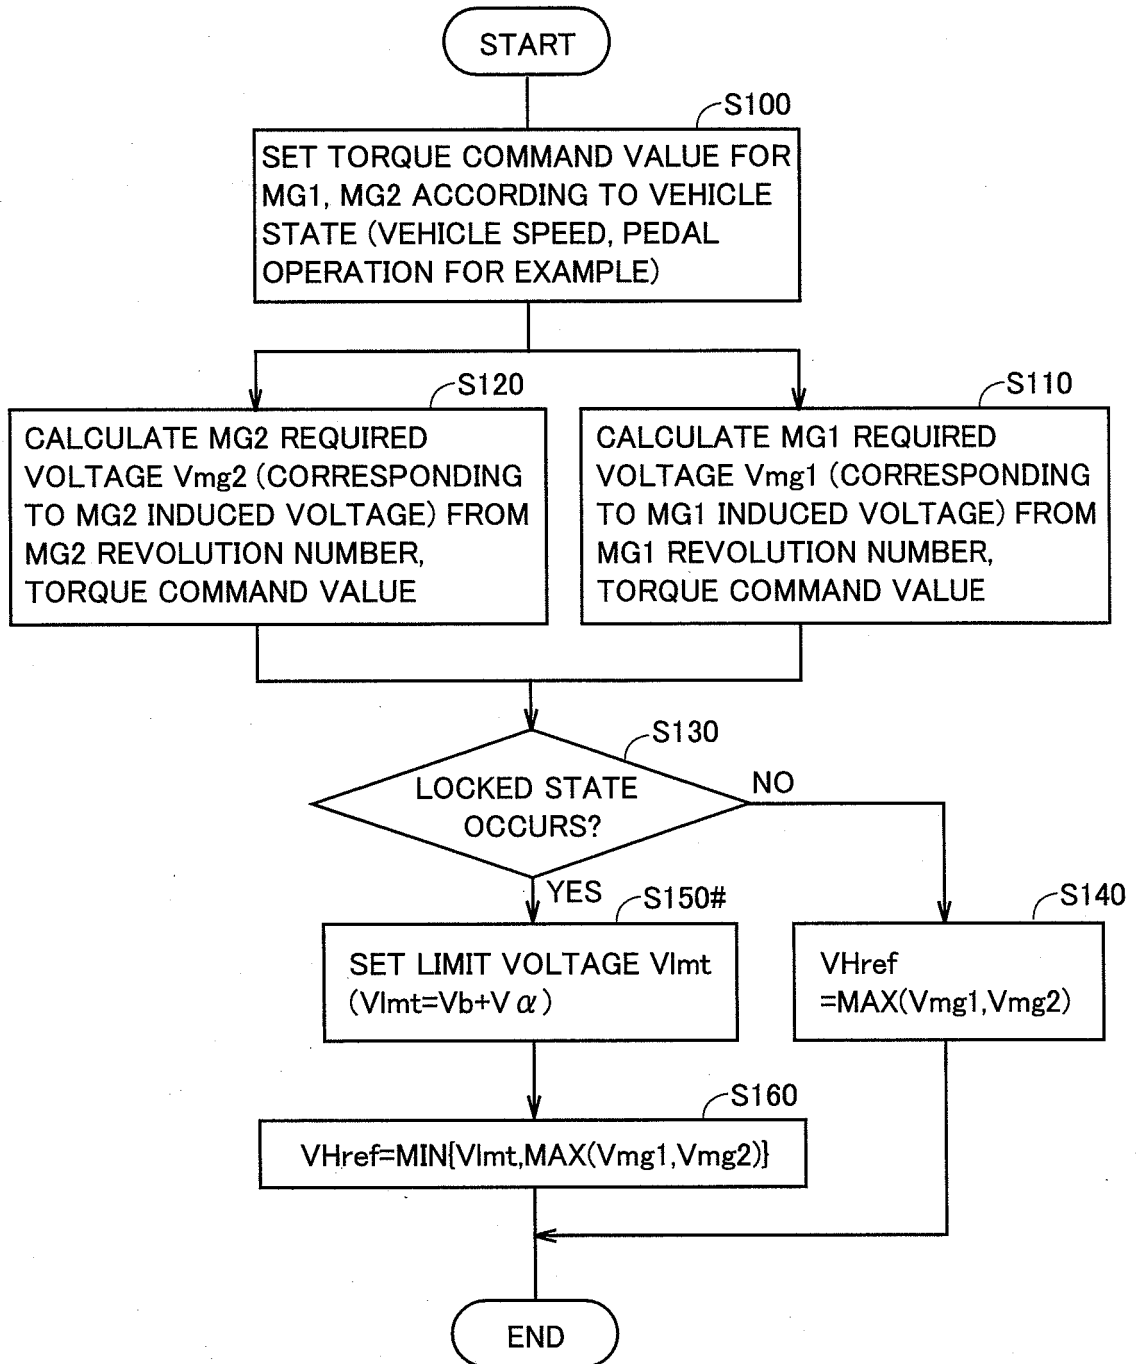 START
S100
SET TORQUE COMMAND VALUE FOR
MG1, MG2 ACCORDING TO VEHICLE
STATE (VEHICLE SPEED, PEDAL
OPERATION FOR EXAMPLE)
S120
CALCULATE MG2 REQUIRED
VOLTAGE Vmg2 (CORRESPONDING
TO MG2 INDUCED VOLTAGE) FROM
MG2 REVOLUTION NUMBER,
TORQUE COMMAND VALUE
S110
CALCULATE MG1 REQUIRED
VOLTAGE Vmg1 (CORRESPONDING
TO MG1 INDUCED VOLTAGE) FROM
MG1 REVOLUTION NUMBER,
TORQUE COMMAND VALUE
S130
LOCKED STATE
OCCURS?
NO
YES
S150#
SET LIMIT VOLTAGE Vlmt
(Vlmt=Vb+Vα)
S140
VHref
=MAX(Vmg1,Vmg2)
S160
VHref=MIN{Vlmt,MAX(Vmg1,Vmg2)}
END